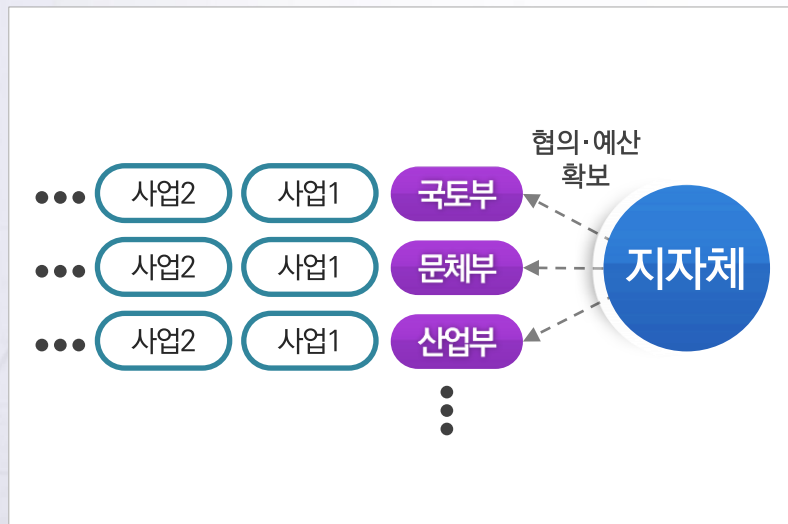 협의·예산
확보
사업2 사업1 국토부
지자체
사업2 사업1 문체부
사업2 사업1 산업부